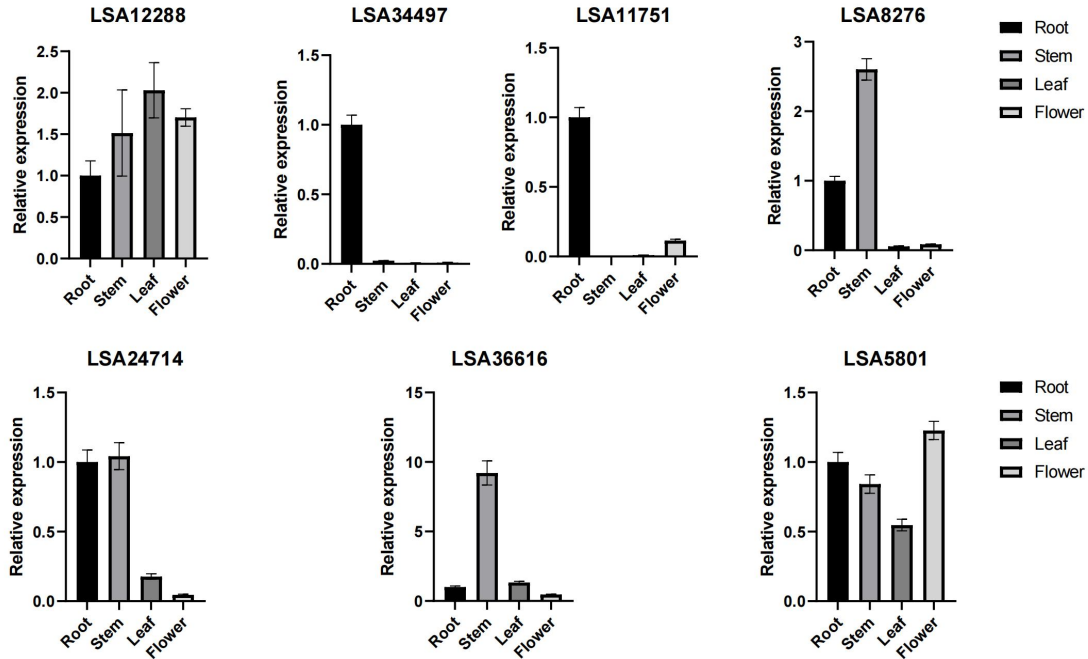 LSA12288
LSA34497
LSA11751
LSA8276
Relative expression
2.5
2.0
1.5
1.0
0.5
0.0
Root
Stem
Leaf
Flower
Relative expression
1.5
1.0
0.5
0.0
Root
Stem
Leaf
Flower
Relative expression
1.5
1.0
0.5
0.0
Root
Stem
Leaf
Flower
Relative expression
3
2
1
0
Root
Stem
Leaf
Flower
Root
Stem
Leaf
Flower
LSA24714
LSA36616
LSA5801
Relative expression
1.5
1.0
0.5
0.0
Root
Stem
Leaf
Flower
Relative expression
15
10
5
0
Root
Stem
Leaf
Flower
Relative expression
1.5
1.0
0.5
0.0
Root
Stem
Leaf
Flower
Root
Stem
Leaf
Flower